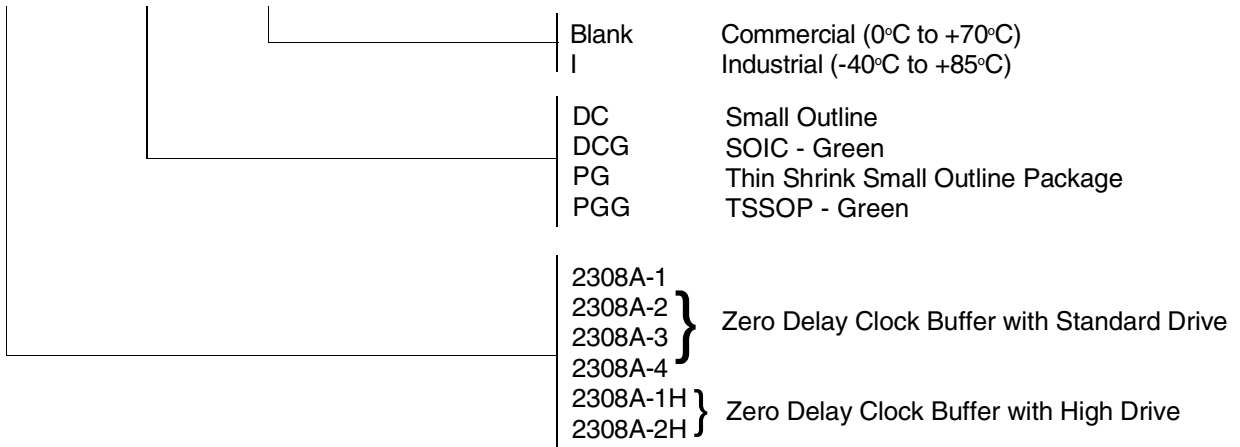 Blank Commercial (0°C to +70°C)
I Industrial (-40°C to +85°C)
DC Small Outline
DCG SOIC - Green
PG Thin Shrink Small Outline Package
PGG TSSOP - Green
2308A-1
2308A-2
2308A-3
2308A-4
} Zero Delay Clock Buffer with Standard Drive
2308A-1H
2308A-2H
} Zero Delay Clock Buffer with High Drive